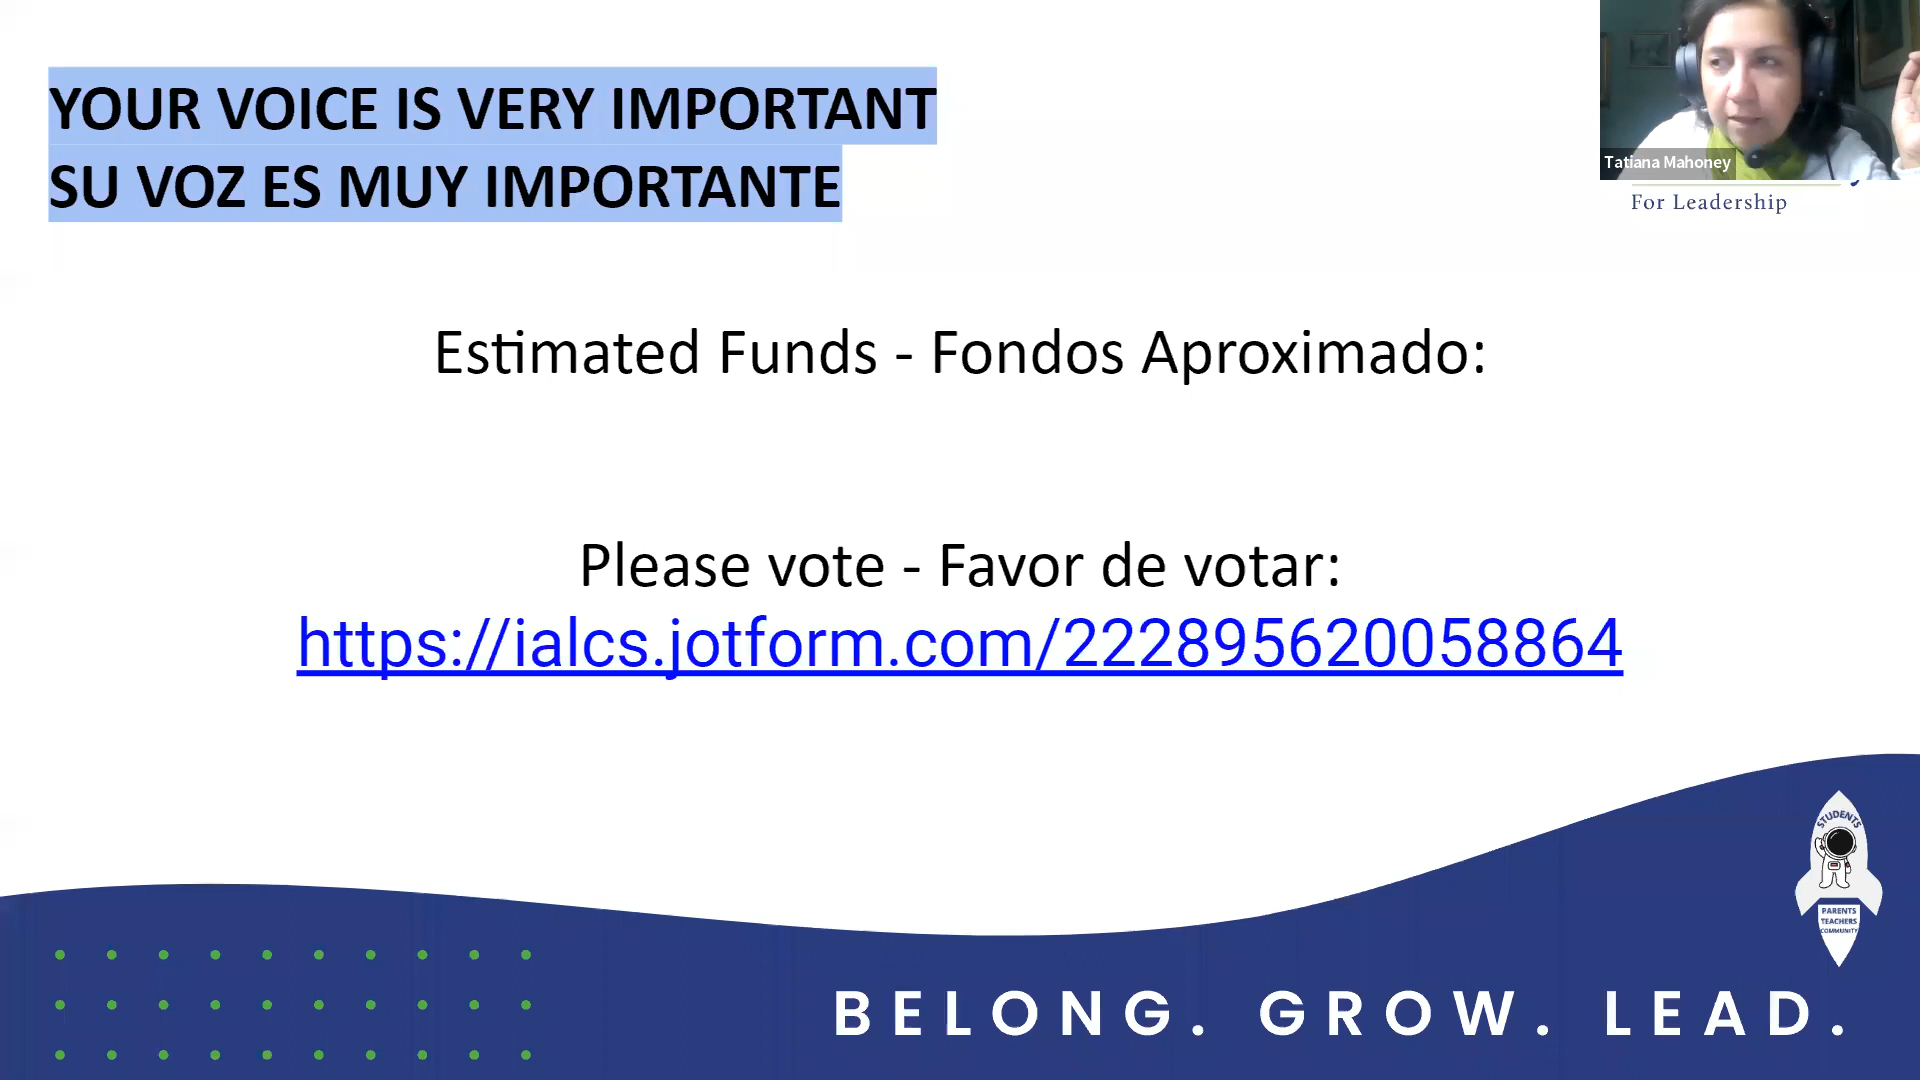 YOUR VOICE IS VERY IMPORTANT
SU VOZ ES MUY IMPORTANTE
Tatiana Mahoney
For Leadership
Estimated Funds - Fondos Aproximado:
Please vote - Favor de votar:
https://ialcs.jotform.com/222895620058864
STUDENTS
PARENTS
TEACHERS
COMMUNITY
BELONG. GROW. LEAD.